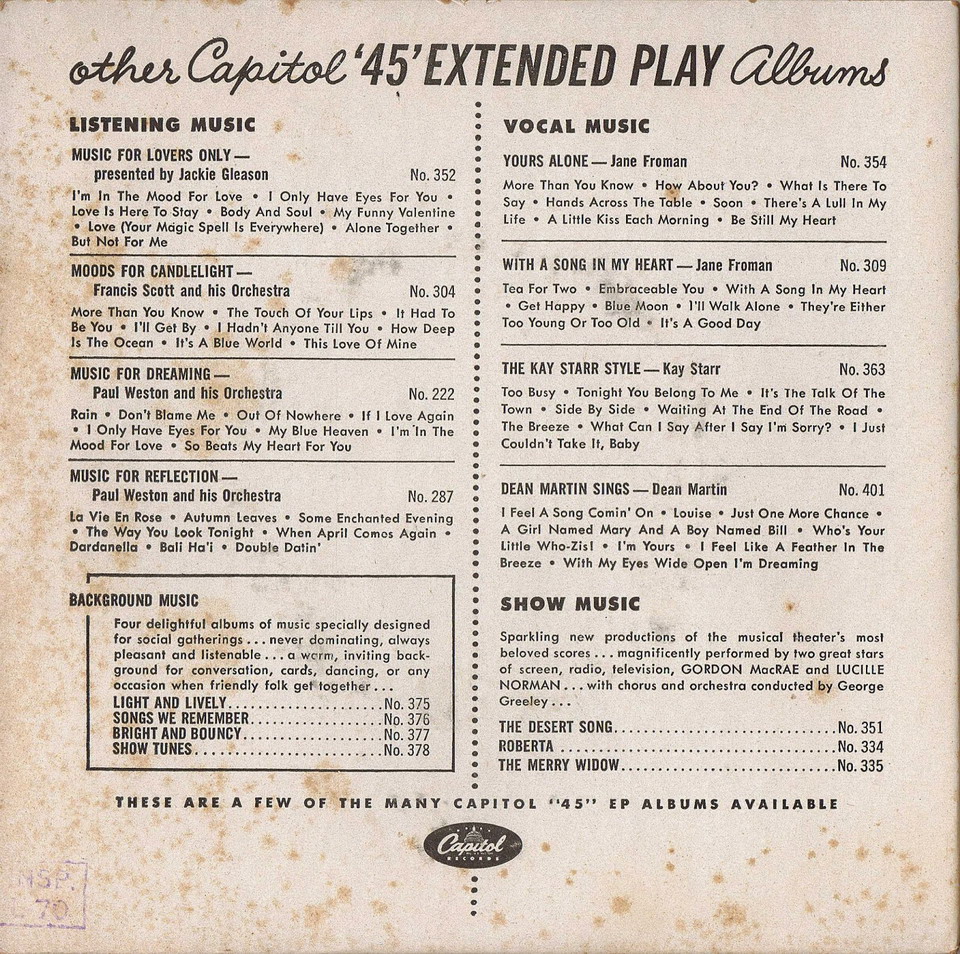 other Capitol '45' EXTENDED PLAY Albums
LISTENING MUSIC
MUSIC FOR LOVERS ONLY —
presented by Jackie Gleason No. 352
I'm In The Mood For Love • I Only Have Eyes For You •
Love Is Here To Stay • Body And Soul • My Funny Valentine
• Love (Your Magic Spell Is Everywhere) • Alone Together •
But Not For Me
MOODS FOR CANDLELIGHT —
Francis Scott and his Orchestra No. 304
More Than You Know • The Touch Of Your Lips • It Had To
Be You • I'll Get By • I Hadn't Anyone Till You • How Deep
Is The Ocean • It's A Blue World • This Love Of Mine
MUSIC FOR DREAMING —
Paul Weston and his Orchestra No. 222
Rain • Don't Blame Me • Out Of Nowhere • If I Love Again
• I Only Have Eyes For You • My Blue Heaven • I'm In The
Mood For Love • So Beats My Heart For You
MUSIC FOR REFLECTION —
Paul Weston and his Orchestra No. 287
La Vie En Rose • Autumn Leaves • Some Enchanted Evening
• The Way You Look Tonight • When April Comes Again •
Dardanella • Bali Ha'i • Double Datin'
BACKGROUND MUSIC
Four delightful albums of music specially designed
for social gatherings . . . never dominating, always
pleasant and listenable . . . a warm, inviting back-
ground for conversation, cards, dancing, or any
occasion when friendly folk get together . . .
LIGHT AND LIVELY......................No. 375
SONGS WE REMEMBER...................No. 376
BRIGHT AND BOUNCY....................No. 377
SHOW TUNES..........................No. 378
VOCAL MUSIC
YOURS ALONE — Jane Froman No. 354
More Than You Know • How About You? • What Is There To
Say • Hands Across The Table • Soon • There's A Lull In My
Life • A Little Kiss Each Morning • Be Still My Heart
WITH A SONG IN MY HEART — Jane Froman No. 309
Tea For Two • Embraceable You • With A Song In My Heart
• Get Happy • Blue Moon • I'll Walk Alone • They're Either
Too Young Or Too Old • It's A Good Day
THE KAY STARR STYLE — Kay Starr No. 363
Too Busy • Tonight You Belong To Me • It's The Talk Of The
Town • Side By Side • Waiting At The End Of The Road •
The Breeze • What Can I Say After I Say I'm Sorry? • I Just
Couldn't Take It, Baby
DEAN MARTIN SINGS — Dean Martin No. 401
I Feel A Song Comin' On • Louise • Just One More Chance •
A Girl Named Mary And A Boy Named Bill • Who's Your
Little Who-Zis! • I'm Yours • I Feel Like A Feather In The
Breeze • With My Eyes Wide Open I'm Dreaming
SHOW MUSIC
Sparkling new productions of the musical theater's most
beloved scores . . . magnificently performed by two great stars
of screen, radio, television, GORDON MacRAE and LUCILLE
NORMAN . . . with chorus and orchestra conducted by George
Greeley . . .
THE DESERT SONG.............................No. 351
ROBERTA ....................................No. 334
THE MERRY WIDOW............................No. 335
THESE ARE A FEW OF THE MANY CAPITOL "45" EP ALBUMS AVAILABLE
Capitol
RECORDS
NSP.
70